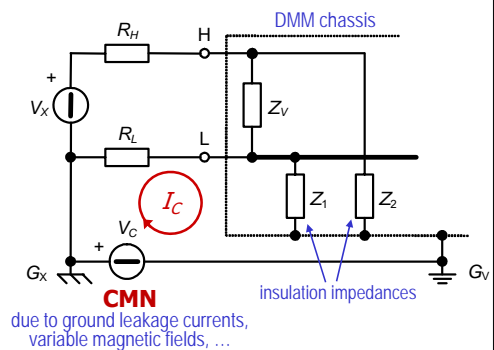 DMM chassis
R_H
H
+
V_X
Z_V
R_L
L
I_C
Z_1
Z_2
V_C
+
G_X
G_V
CMN
insulation impedances
due to ground leakage currents,
variable magnetic fields, ...